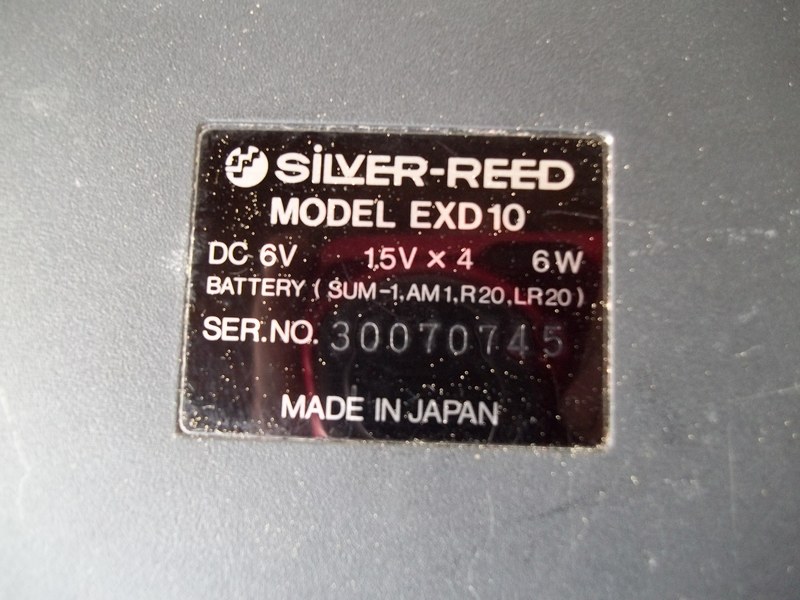 SiLVER-REED
MODEL EXD10
DC 6V 1.5V × 4 6W
BATTERY (SUM-1,AM1,R20,LR20)
SER.NO. 30070745
MADE IN JAPAN